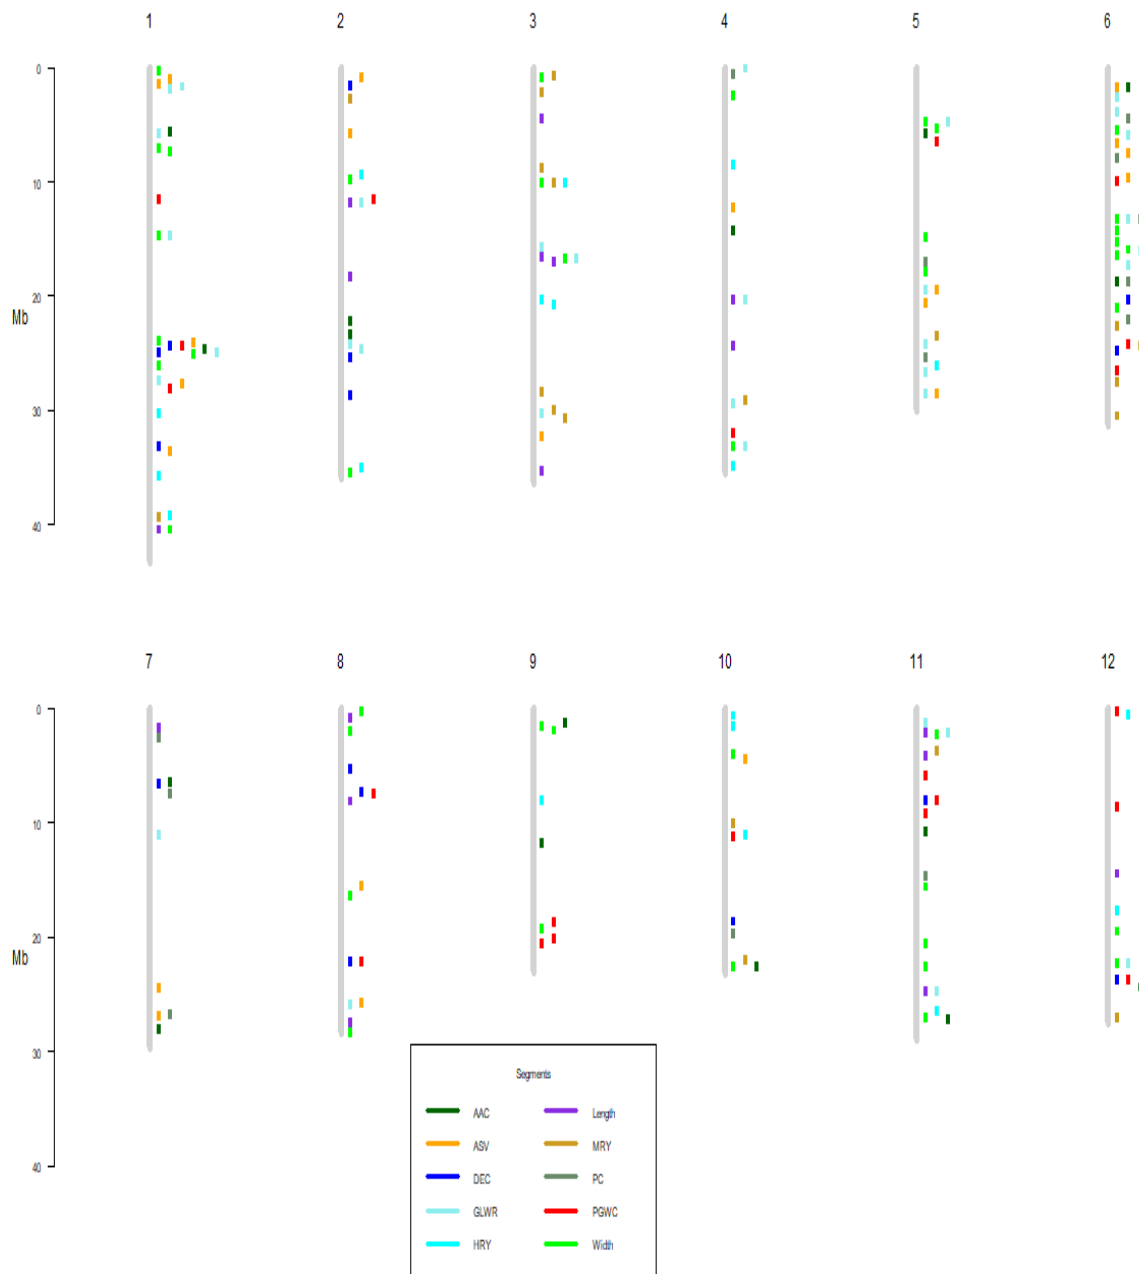 1 2 3 4 5 6
0
10
20
Mb
30
40
7 8 9 10 11 12
0
10
20
Mb
30
40
Segments
AAC Length
ASV MRY
DEC PC
GLWR PGWC
HRY Width